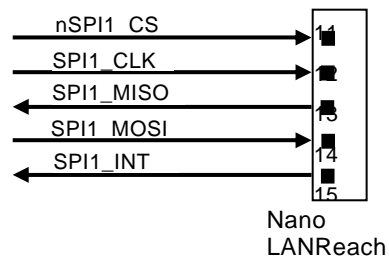 nSPI1_CS
11
SPI1_CLK
12
SPI1_MISO
13
SPI1_MOSI
14
SPI1_INT
15
Nano
LANReach